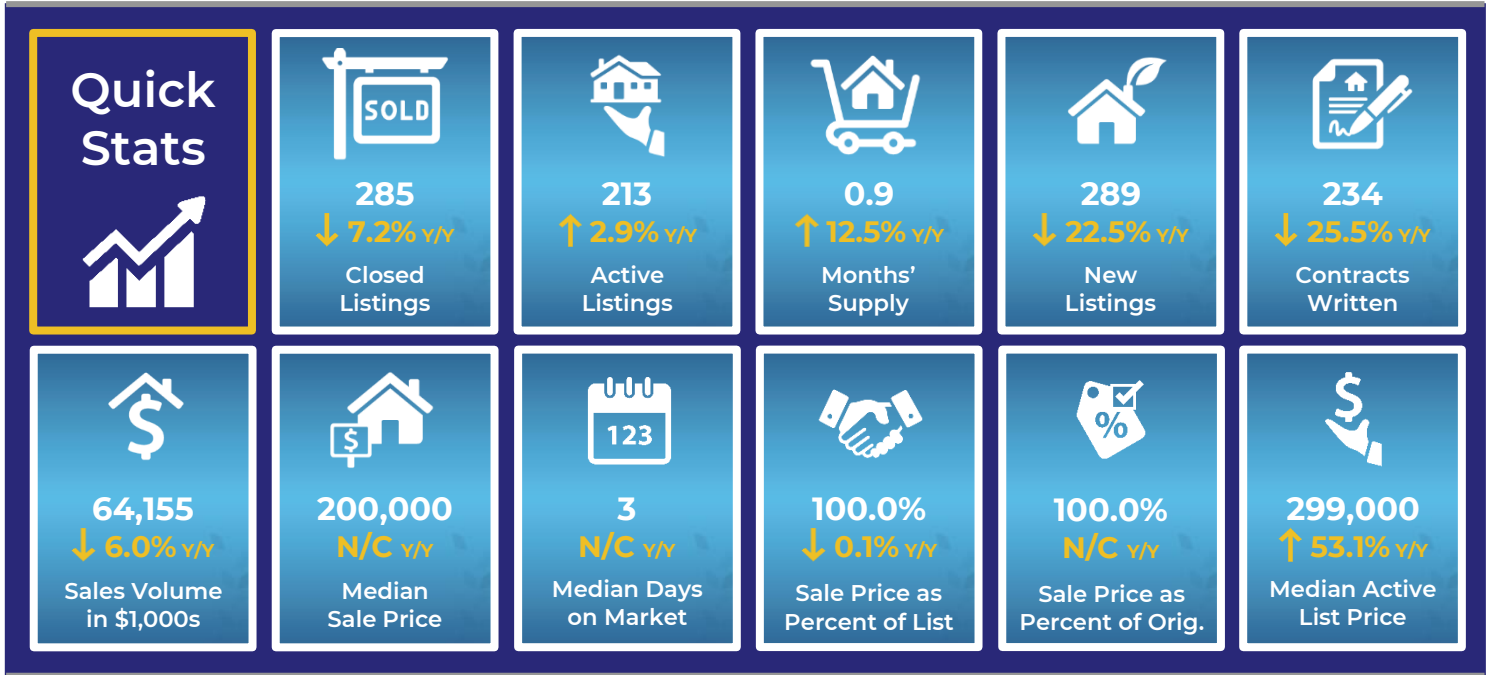 Quick
Stats
SOLD
285
↓ 7.2% Y/Y
Closed
Listings
213
↑ 2.9% Y/Y
Active
Listings
0.9
↑ 12.5% Y/Y
Months’
Supply
289
↓ 22.5% Y/Y
New
Listings
234
↓ 25.5% Y/Y
Contracts
Written
$
64,155
↓ 6.0% Y/Y
Sales Volume
in $1,000s
$
200,000
N/C Y/Y
Median
Sale Price
123
3
N/C Y/Y
Median Days
on Market
100.0%
↓ 0.1% Y/Y
Sale Price as
Percent of List
%
100.0%
N/C Y/Y
Sale Price as
Percent of Orig.
$
299,000
↑ 53.1% Y/Y
Median Active
List Price